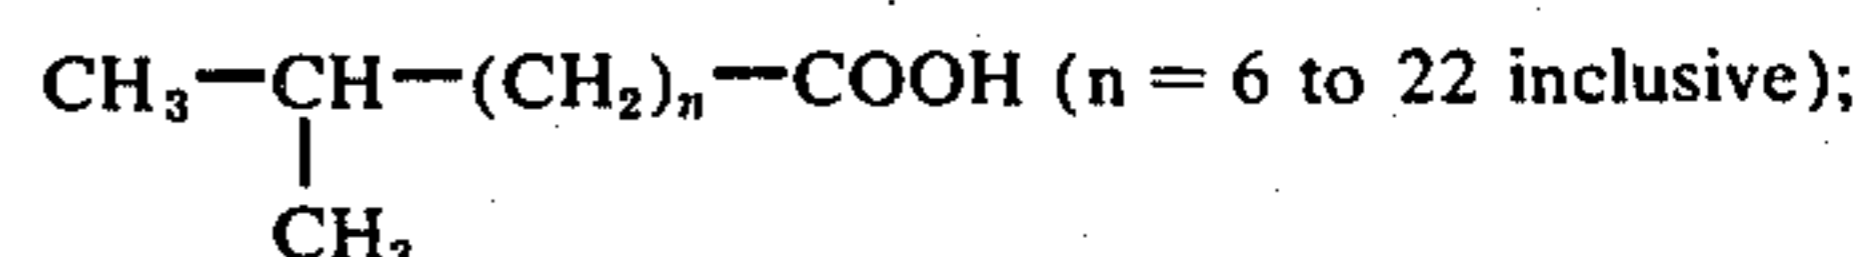 CH₃—CH—(CH₂)ₙ—COOH (n = 6 to 22 inclusive);
CH₃